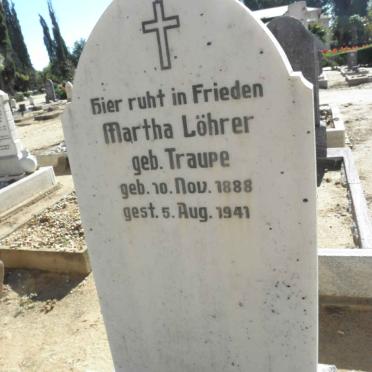 Hier ruht in Frieden
Martha Löhrer
geb. Traupe
geb. 10. Nov. 1888
gest. 5. Aug. 1941